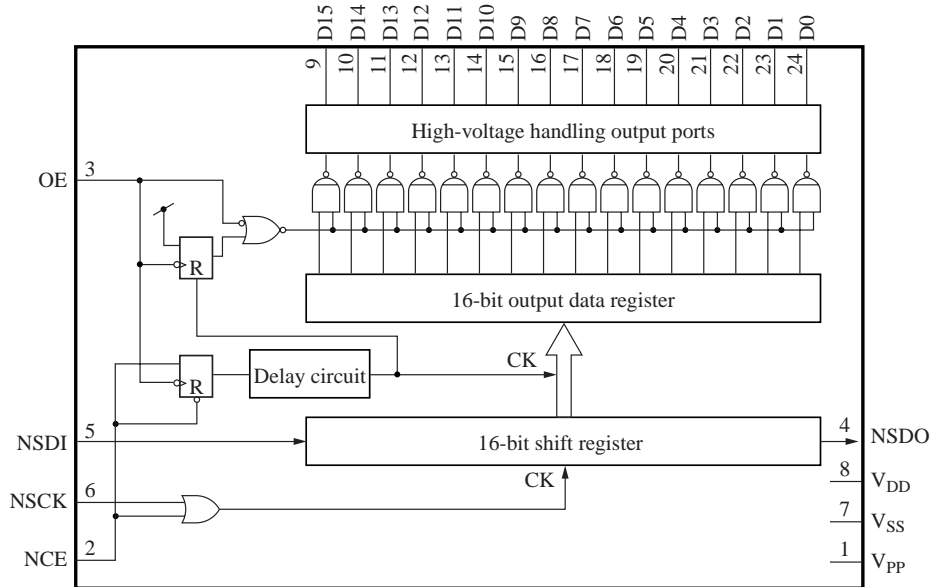 D15 D14 D13 D12 D11 D10 D9 D8 D7 D6 D5 D4 D3 D2 D1 D0
9 10 11 12 13 14 15 16 17 18 19 20 21 22 23 24
High-voltage handling output ports
OE 3
R
16-bit output data register
CK
R
Delay circuit
NSDI 5
16-bit shift register
4 NSDO
NSCK 6
CK
8 VDD
7 VSS
NCE 2
1 VPP